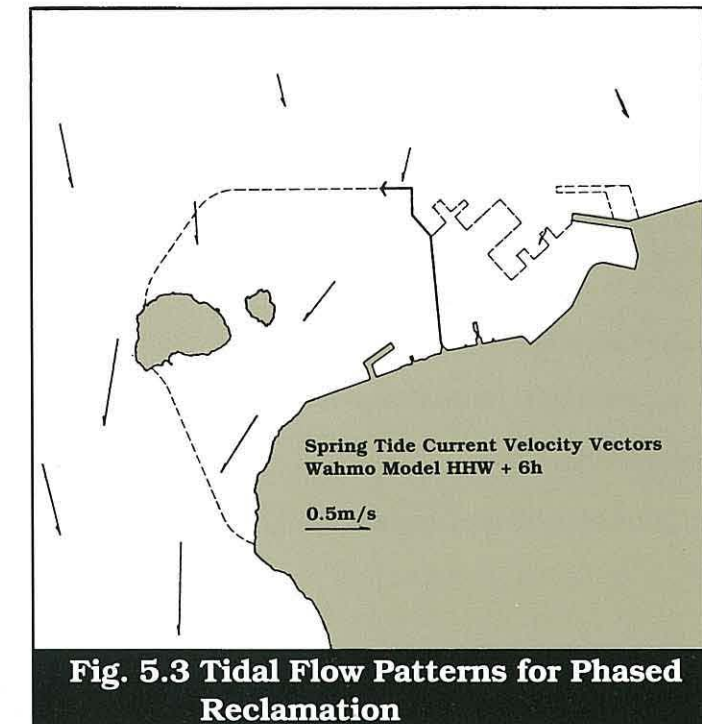 Spring Tide Current Velocity Vectors
Wahmo Model HHW + 6h
0.5m/s
Fig. 5.3 Tidal Flow Patterns for Phased
Reclamation